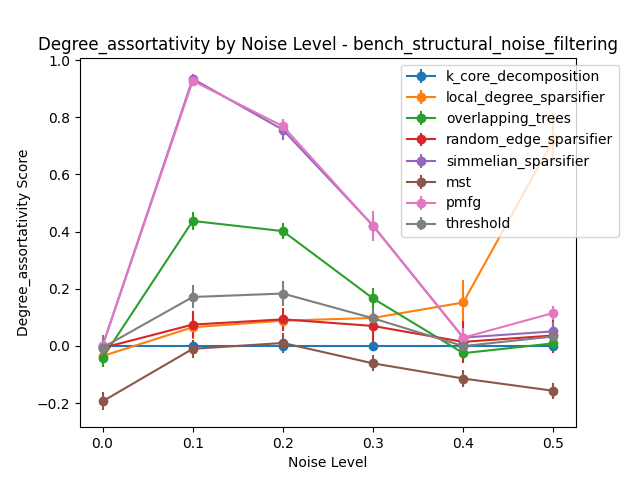 Degree_assortativity by Noise Level - bench_structural_noise_filtering
Degree_assortativity Score
1.0
0.8
0.6
0.4
0.2
0.0
−0.2
k_core_decomposition
local_degree_sparsifier
overlapping_trees
random_edge_sparsifier
simmelian_sparsifier
mst
pmfg
threshold
0.0 0.1 0.2 0.3 0.4 0.5
Noise Level